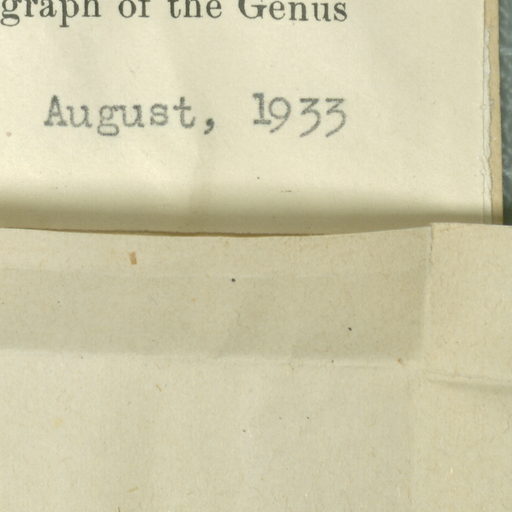 graph of the Genus
August, 1933